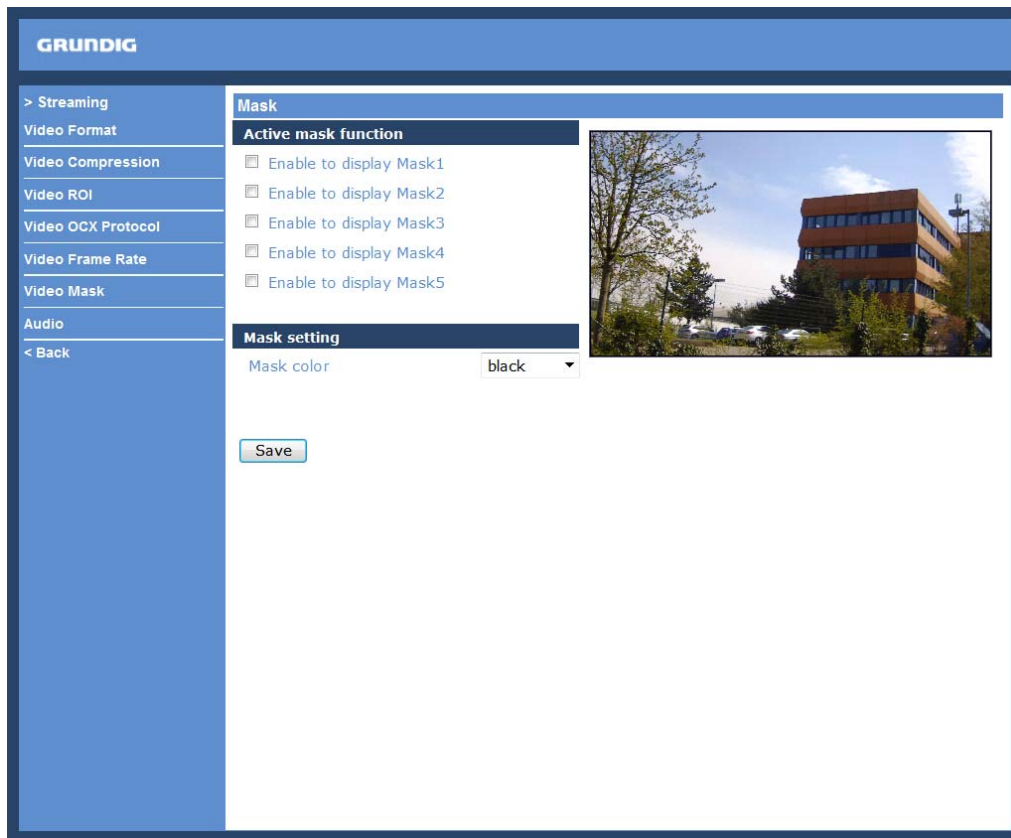 GRUNDIG
> Streaming
Video Format
Video Compression
Video ROI
Video OCX Protocol
Video Frame Rate
Video Mask
Audio
< Back
Mask
Active mask function
Enable to display Mask1
Enable to display Mask2
Enable to display Mask3
Enable to display Mask4
Enable to display Mask5
Mask setting
Mask color black
Save